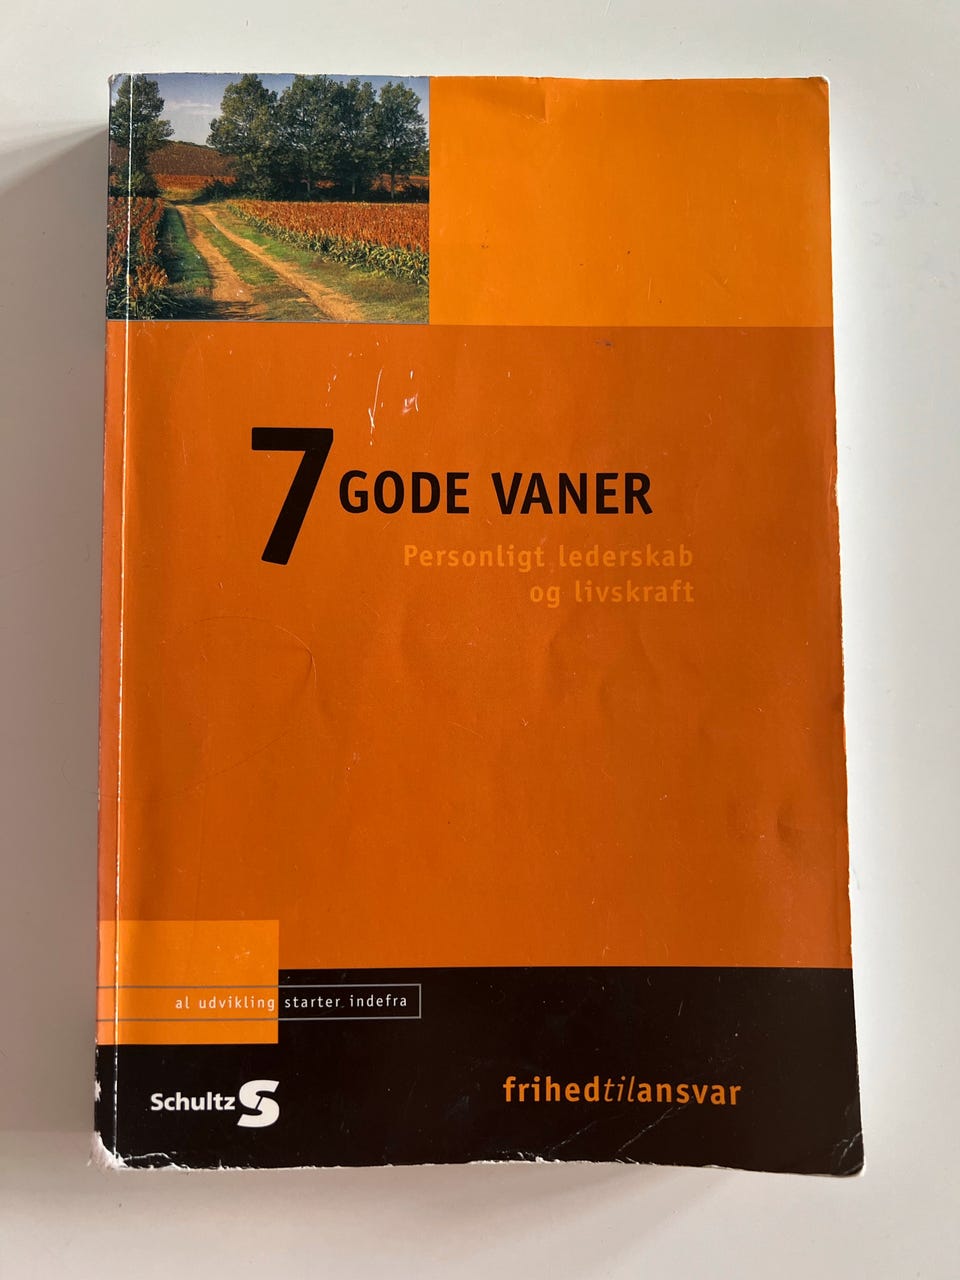 7 GODE VANER
Personligt lederskab
og livskraft
al udvikling starter indefra
Schultz
frihedtilansvar